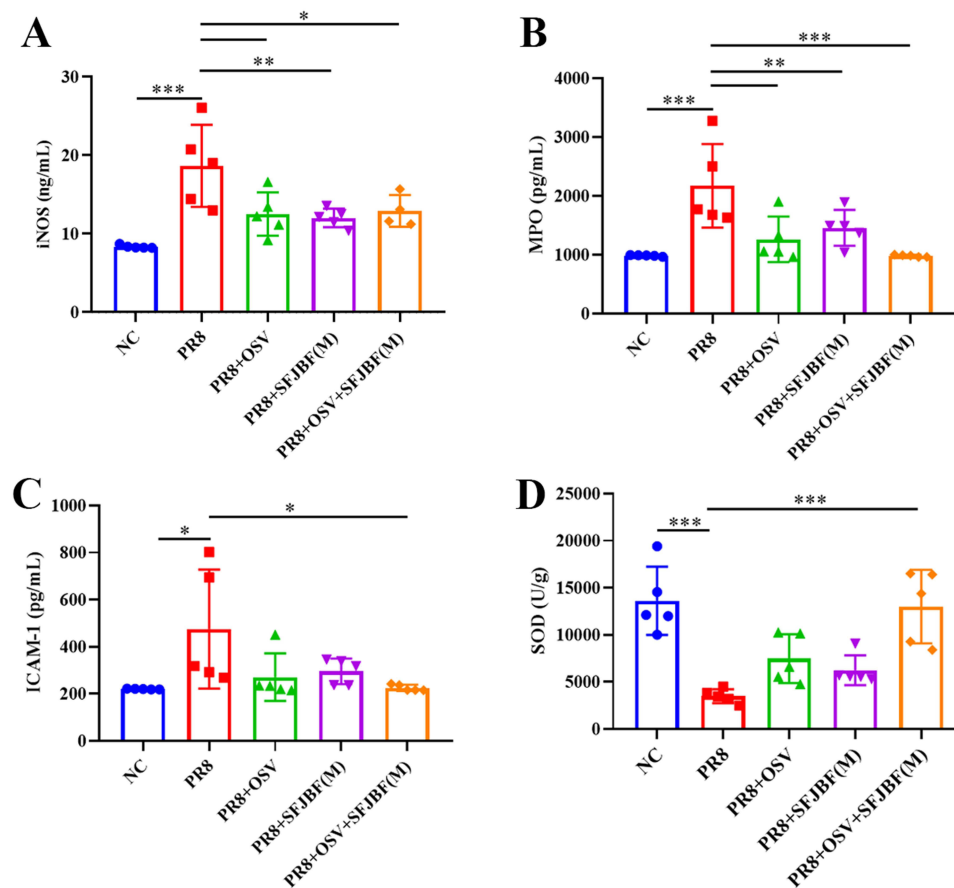 A
*
**
***
iNOS (ng/mL)
30
20
10
0
NC
PR8
PR8+OSV
PR8+SFJBF(M)
PR8+OSV+SFJBF(M)
B
***
**
***
MPO (pg/mL)
4000
3000
2000
1000
0
NC
PR8
PR8+OSV
PR8+SFJBF(M)
PR8+OSV+SFJBF(M)
C
*
*
ICAM-1 (pg/mL)
1000
800
600
400
200
0
NC
PR8
PR8+OSV
PR8+SFJBF(M)
PR8+OSV+SFJBF(M)
D
***
***
SOD (U/g)
25000
20000
15000
10000
5000
0
NC
PR8
PR8+OSV
PR8+SFJBF(M)
PR8+OSV+SFJBF(M)